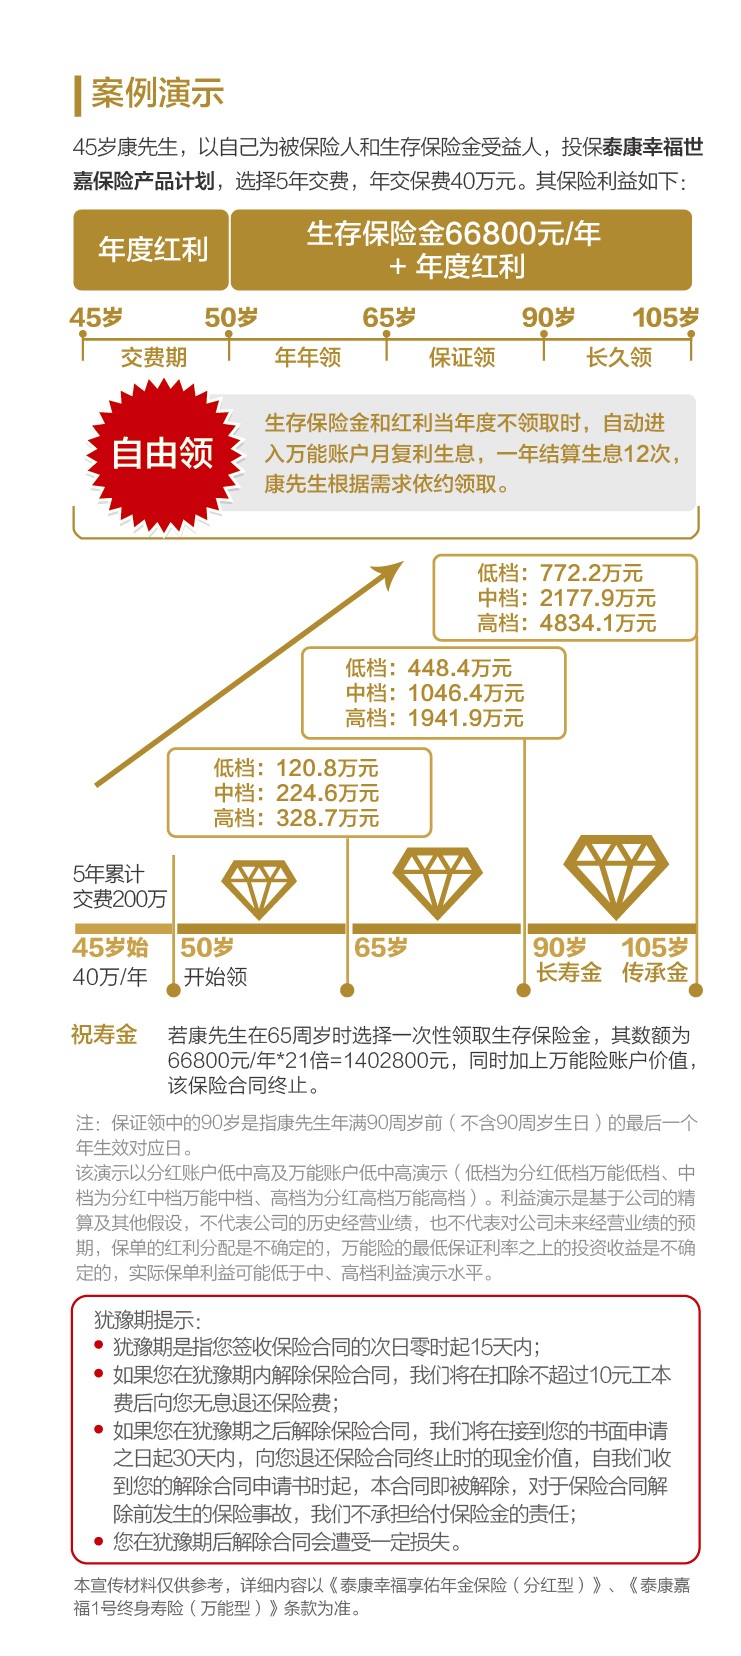 案例演示
45岁康先生，以自己为被保险人和生存保险金受益人，投保泰康幸福世
嘉保险产品计划，选择5年交费，年交保费40万元。其保险利益如下：
年度红利
生存保险金66800元/年
+ 年度红利
45岁 50岁 65岁 90岁 105岁
交费期 年年领 保证领 长久领
自由领
生存保险金和红利当年度不领取时，自动进
入万能账户月复利生息，一年结算生息12次，
康先生根据需求依约领取。
低档：772.2万元
中档：2177.9万元
高档：4834.1万元
低档：448.4万元
中档：1046.4万元
高档：1941.9万元
低档：120.8万元
中档：224.6万元
高档：328.7万元
5年累计
交费200万
45岁始 50岁 65岁 90岁 105岁
40万/年 开始领 长寿金 传承金
祝寿金
若康先生在65周岁时选择一次性领取生存保险金，其数额为
66800元/年*21倍=1402800元，同时加上万能险账户价值，
该保险合同终止。
注：保证领中的90岁是指康先生年满90周岁前（不含90周岁生日）的最后一个
年生效对应日。
该演示以分红账户低中高及万能账户低中高演示（低档为分红低档万能低档、中
档为分红中档万能中档、高档为分红高档万能高档）。利益演示是基于公司的精
算及其他假设，不代表公司的历史经营业绩，也不代表对公司未来经营业绩的预
期，保单的红利分配是不确定的，万能险的最低保证利率之上的投资收益是不确
定的，实际保单利益可能低于中、高档利益演示水平。
犹豫期提示：
• 犹豫期是指您签收保险合同的次日零时起15天内；
• 如果您在犹豫期内解除保险合同，我们将在扣除不超过10元工本
费后向您无息退还保险费；
• 如果您在犹豫期之后解除保险合同，我们将在接到您的书面申请
之日起30天内，向您退还保险合同终止时的现金价值，自我们收
到您的解除合同申请书时起，本合同即被解除，对于保险合同解
除前发生的保险事故，我们不承担给付保险金的责任；
• 您在犹豫期后解除合同会遭受一定损失。
本宣传材料仅供参考，详细内容以《泰康幸福享佑年金保险（分红型）》、《泰康嘉
福1号终身寿险（万能型）》条款为准。